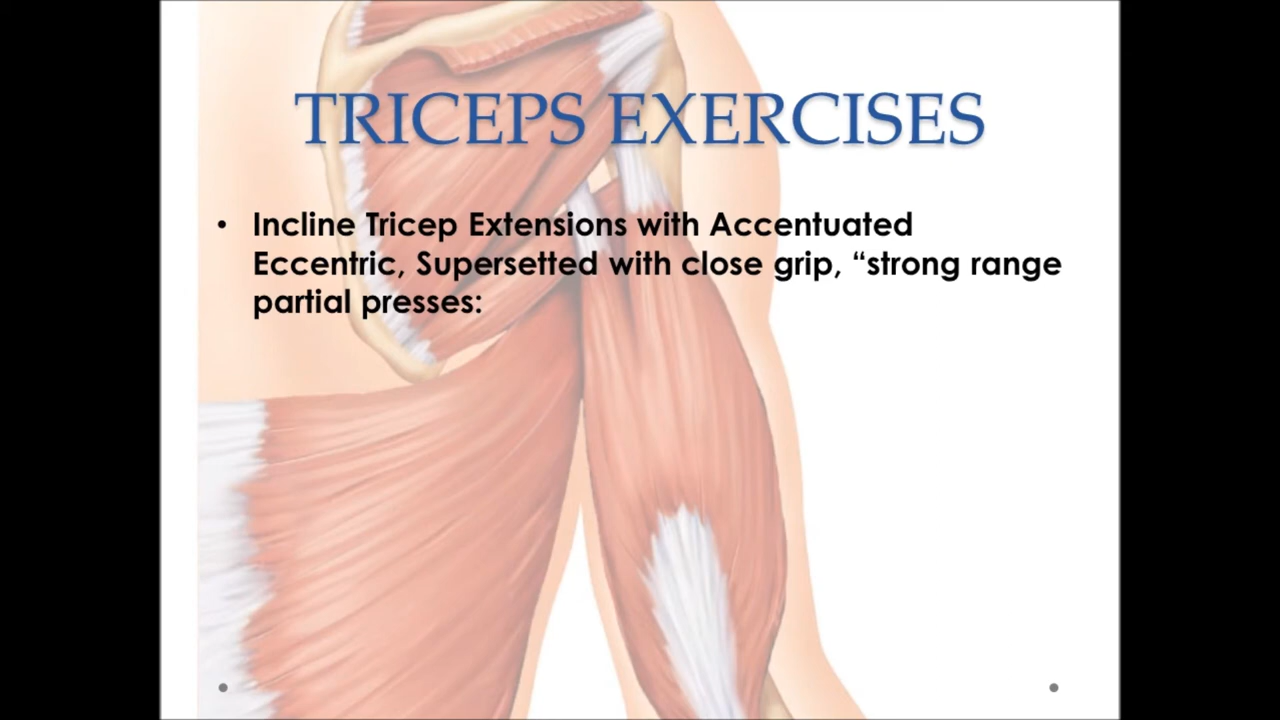 TRICEPS EXERCISES
• Incline Tricep Extensions with Accentuated
Eccentric, Supersetted with close grip, “strong range
partial presses: